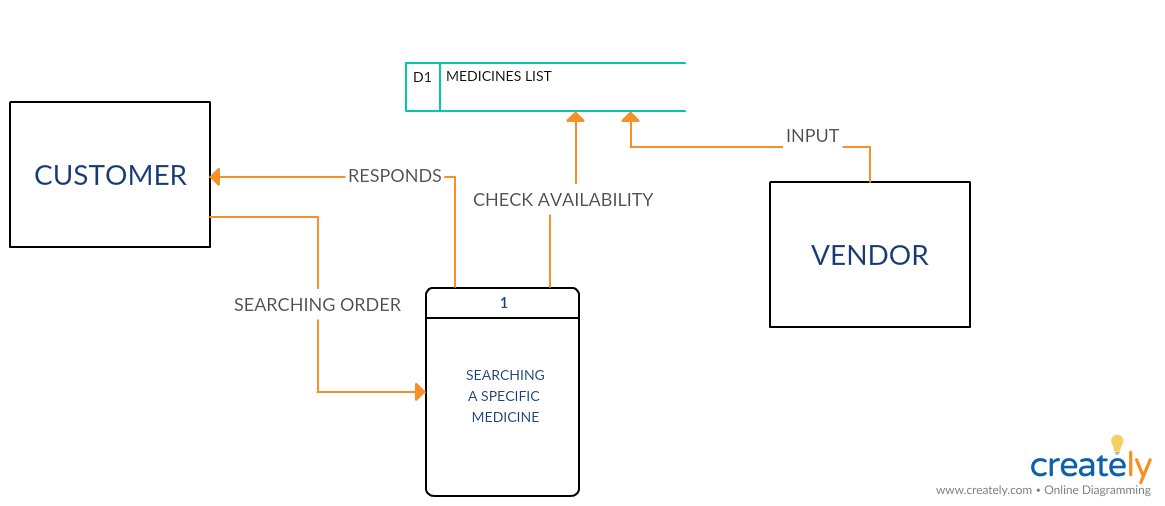 D1
MEDICINES LIST
INPUT
CUSTOMER
RESPONDS
CHECK AVAILABILITY
VENDOR
SEARCHING ORDER
1
SEARCHING
A SPECIFIC
MEDICINE
creately
www.creately.com • Online Diagramming